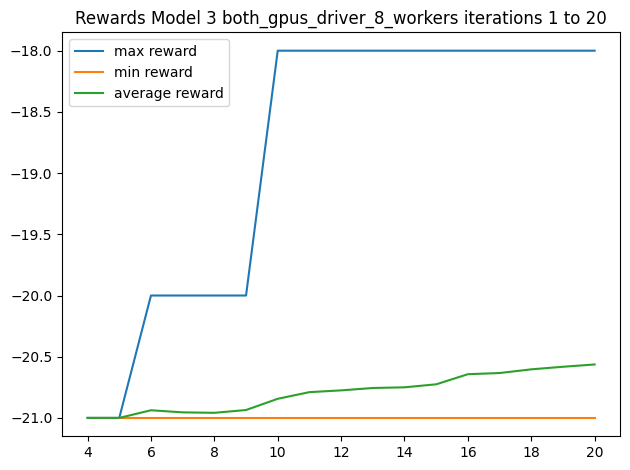 Rewards Model 3 both_gpus_driver_8_workers iterations 1 to 20
max reward
min reward
average reward
−18.0
−18.5
−19.0
−19.5
−20.0
−20.5
−21.0
4 6 8 10 12 14 16 18 20